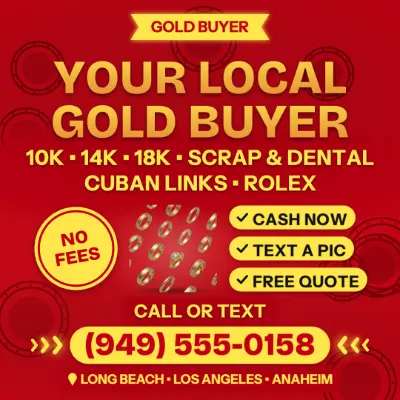 GOLD BUYER
YOUR LOCAL
GOLD BUYER
10K ▪ 14K ▪ 18K ▪ SCRAP & DENTAL
CUBAN LINKS ▪ ROLEX
NO
FEES
✓ CASH NOW
✓ TEXT A PIC
✓ FREE QUOTE
CALL OR TEXT
(949) 555-0158
LONG BEACH ▪ LOS ANGELES ▪ ANAHEIM